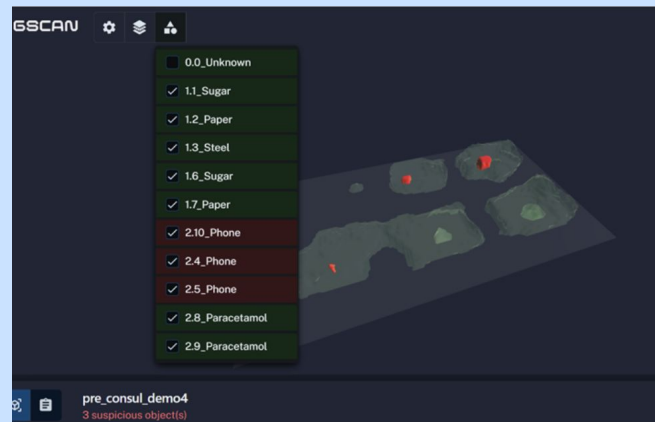 GSCAN
0.0_Unknown
1.1_Sugar
1.2_Paper
1.3_Steel
1.6_Sugar
1.7_Paper
2.10_Phone
2.4_Phone
2.5_Phone
2.8_Paracetamol
2.9_Paracetamol
pre_consul_demo4
3 suspicious object(s)